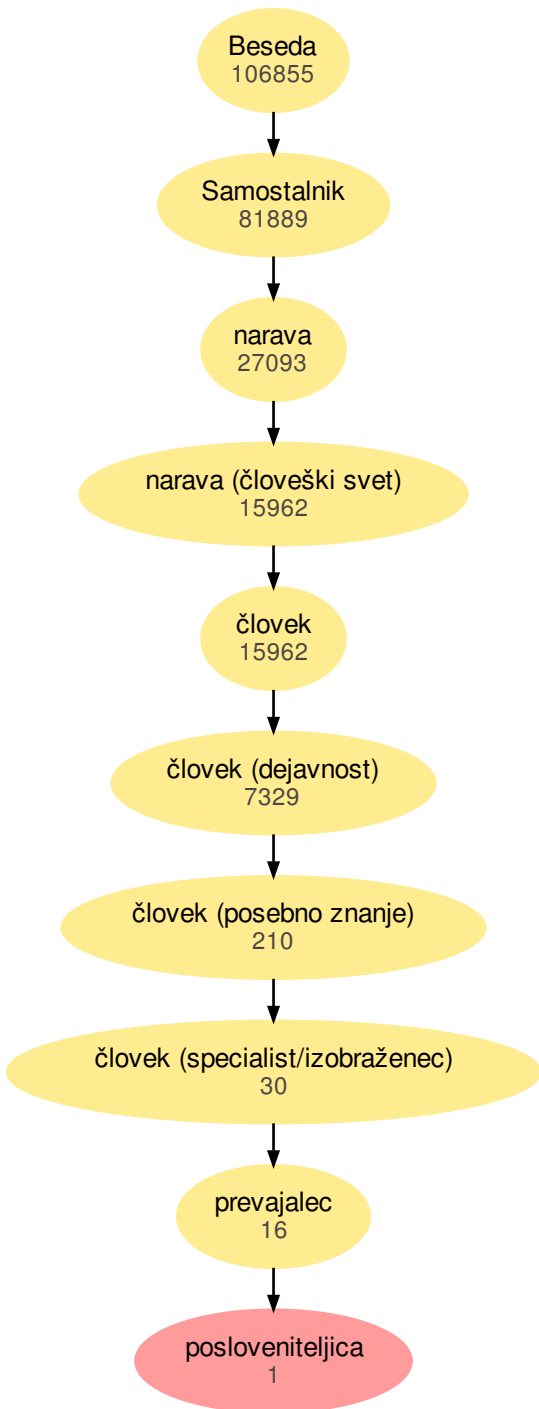 Beseda
106855
Samostalnik
81889
narava
27093
narava (človeški svet)
15962
človek
15962
človek (dejavnost)
7329
človek (posebno znanje)
210
človek (specialist/izobraženec)
30
prevajalec
16
posloveniteljica
1